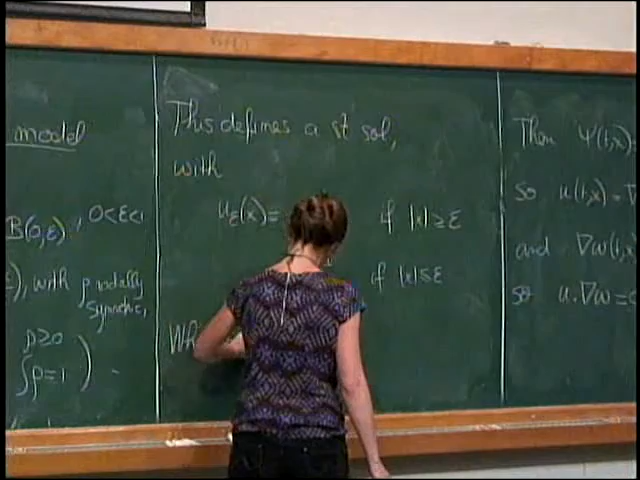 model
B(0,ε), 0<ε<1
), with ρ radially
symmetric,
ρ≥0
∫ρ=1 )
This defines a st sol,
with
u_ε(x)=
if |x|≥ε
if |x|≤ε
Wh
Then Ψ(t,x)=
so u(t,x)=∇
and ∇w(t,x
so u.∇w=